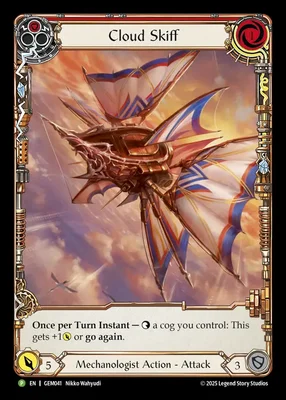 Cloud Skiff
Once per Turn Instant — a cog you control: This
gets +1 or go again.
5
Mechanologist Action - Attack
3
P EN | GEM041 Nikko Wahyudi
© 2025 Legend Story Studios